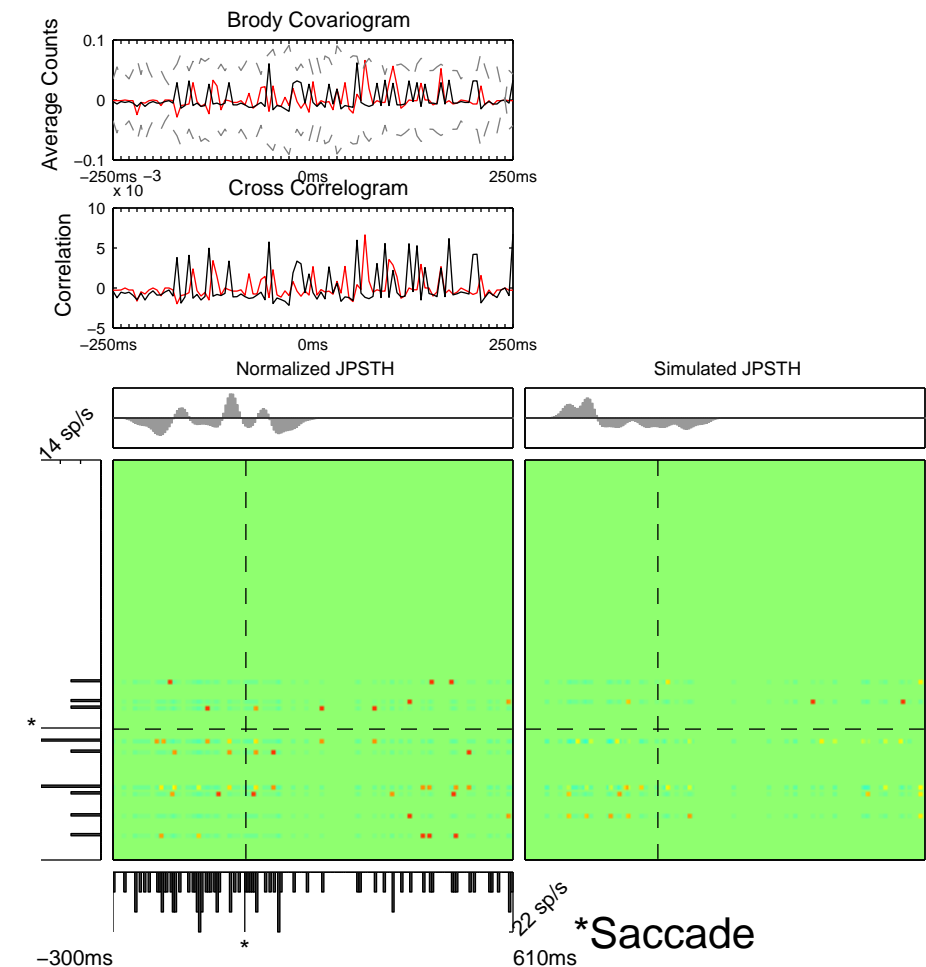 Brody Covariogram
Average Counts
0.1
0
−0.1
−250ms
−3
0ms
250ms
x 10
Cross Correlogram
Correlation
10
5
0
−5
−250ms
0ms
250ms
Normalized JPSTH
Simulated JPSTH
14 sp/s
*
22 sp/s
*
*Saccade
−300ms
610ms